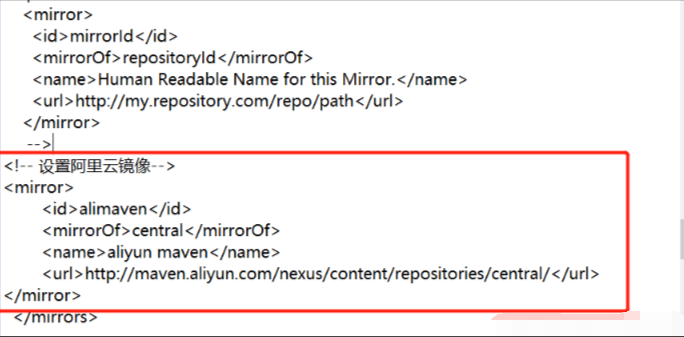 <mirror>
<id>mirrorId</id>
<mirrorOf>repositoryId</mirrorOf>
<name>Human Readable Name for this Mirror.</name>
<url>http://my.repository.com/repo/path</url>
</mirror>
-->
<!-- 设置阿里云镜像-->
<mirror>
<id>alimaven</id>
<mirrorOf>central</mirrorOf>
<name>aliyun maven</name>
<url>http://maven.aliyun.com/nexus/content/repositories/central/</url>
</mirror>
</mirrors>